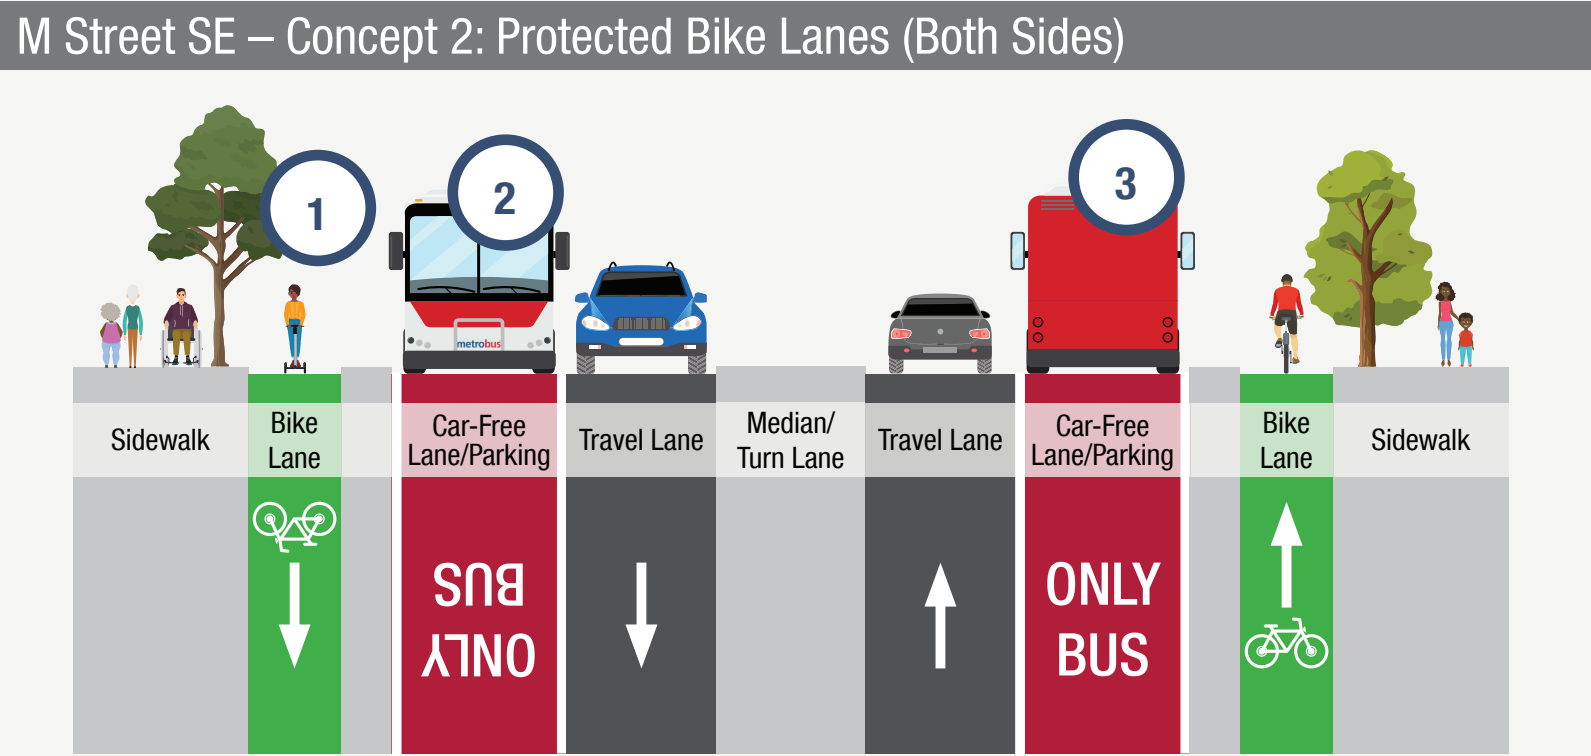 M Street SE – Concept 2: Protected Bike Lanes (Both Sides)
1
2
3
metrobus
Sidewalk
Bike
Lane
Car-Free
Lane/Parking
Travel Lane
Median/
Turn Lane
Travel Lane
Car-Free
Lane/Parking
Bike
Lane
Sidewalk
ONLY
BUS
ONLY
BUS